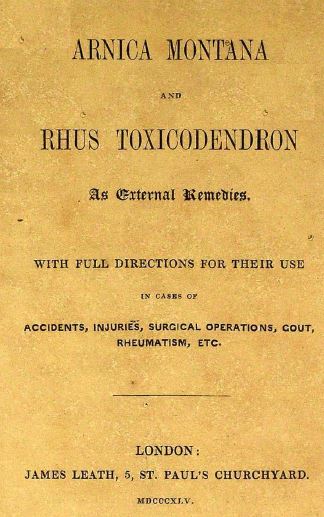 ARNICA MONTANA
AND
RHUS TOXICODENDRON
As External Remedies.
WITH FULL DIRECTIONS FOR THEIR USE
IN CASES OF
ACCIDENTS, INJURIES, SURGICAL OPERATIONS, GOUT,
RHEUMATISM, ETC.
LONDON:
JAMES LEATH, 5, ST. PAUL'S CHURCHYARD.
MDCCCXLV.